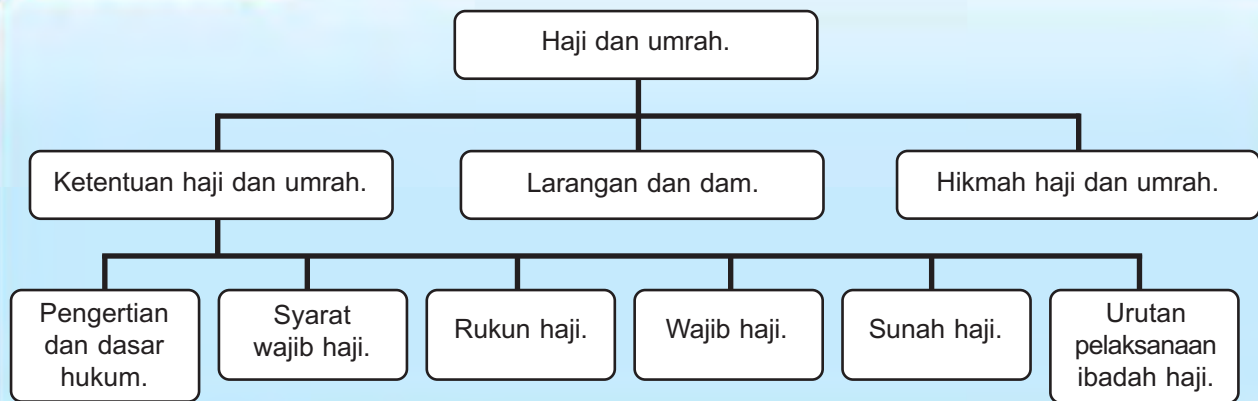 Haji dan umrah.
Ketentuan haji dan umrah.
Larangan dan dam.
Hikmah haji dan umrah.
Pengertian
dan dasar
hukum.
Syarat
wajib haji.
Rukun haji.
Wajib haji.
Sunah haji.
Urutan
pelaksanaan
ibadah haji.